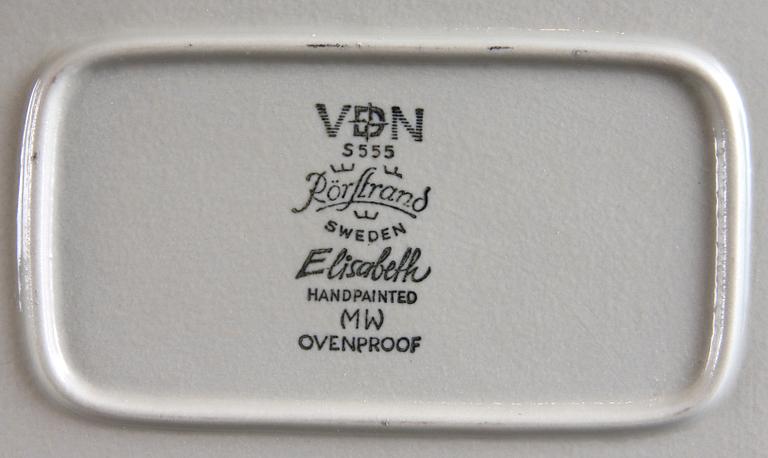 VDN
S555
Rörstrand
SWEDEN
Elisabeth
HANDPAINTED
MW
OVENPROOF